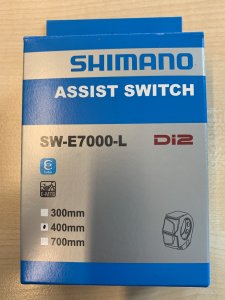 SHIMANO
ASSIST SWITCH
SW-E7000-L Di2
300mm
400mm
700mm